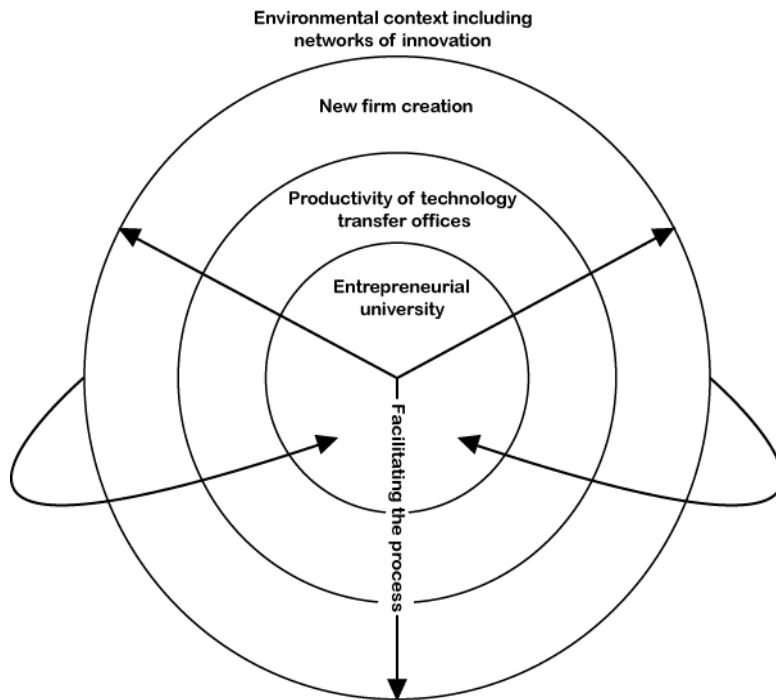 Environmental context including
networks of innovation
New firm creation
Productivity of technology
transfer offices
Entrepreneurial
university
Facilitating the process